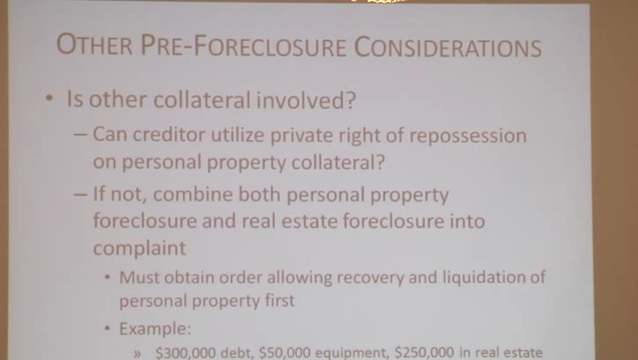 OTHER PRE-FORECLOSURE CONSIDERATIONS
• Is other collateral involved?
– Can creditor utilize private right of repossession
on personal property collateral?
– If not, combine both personal property
foreclosure and real estate foreclosure into
complaint
• Must obtain order allowing recovery and liquidation of
personal property first
• Example:
» $300,000 debt, $50,000 equipment, $250,000 in real estate